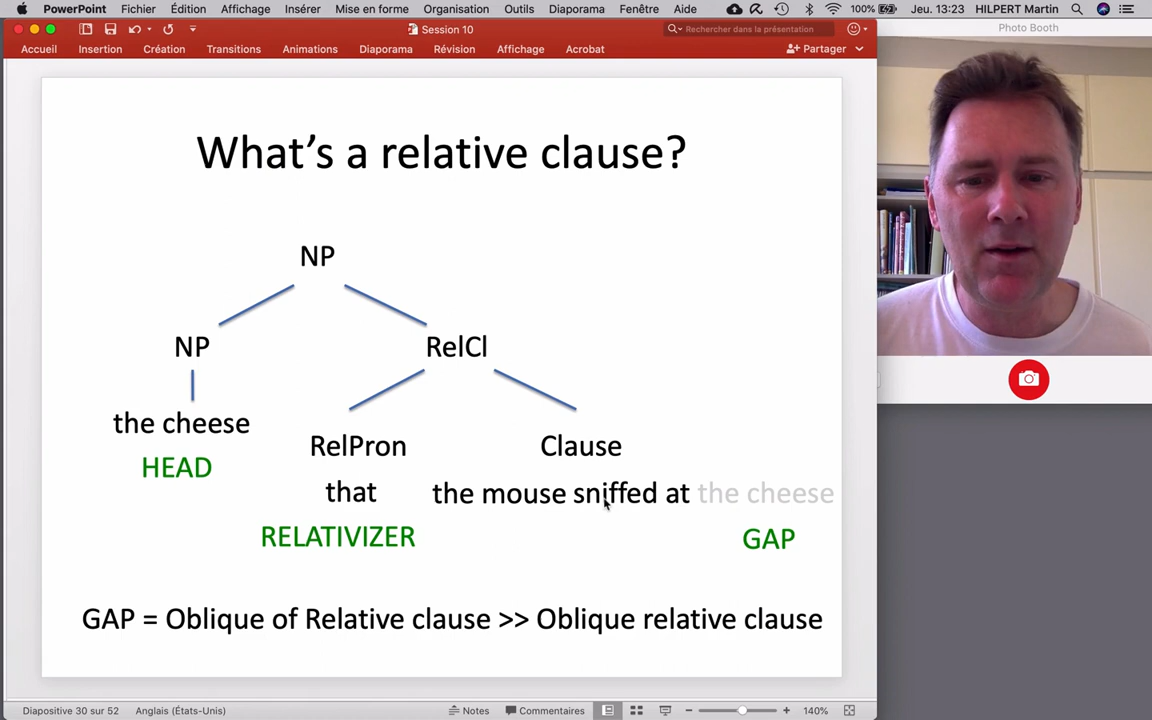 PowerPoint Fichier Édition Affichage Insérer Mise en forme Organisation Outils Diaporama Fenêtre Aide 100% Jeu. 13:23 HILPERT Martin
Session 10
Rechercher dans la présentation
Photo Booth
Accueil Insertion Création Transitions Animations Diaporama Révision Affichage Acrobat Partager
What's a relative clause?
NP
NP RelCl
the cheese
RelPron Clause
HEAD
that the mouse sniffed at the cheese
RELATIVIZER GAP
GAP = Oblique of Relative clause >> Oblique relative clause
Diapositive 30 sur 52 Anglais (États-Unis) Notes Commentaires 140%